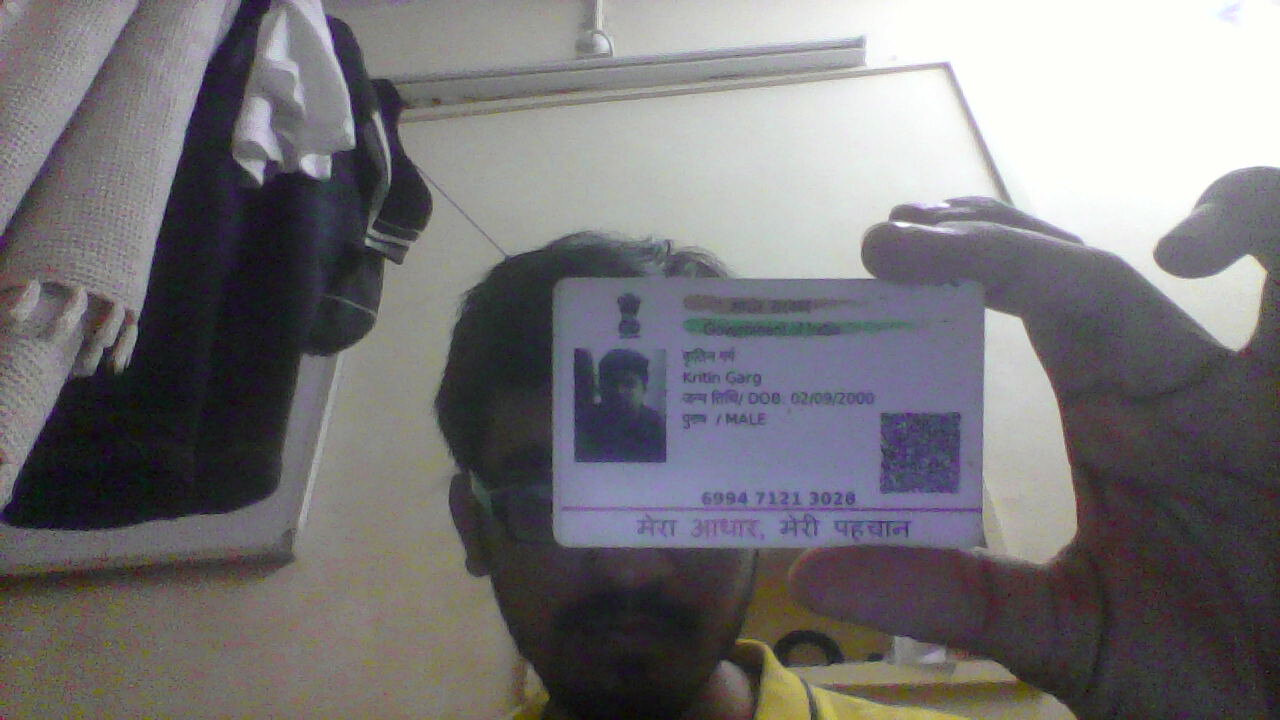 भारत सरकार
Government of India
कृतिन गर्ग
Kritin Garg
जन्म तिथि/ DOB: 02/09/2000
पुरुष / MALE
6994 7121 3028
मेरा आधार, मेरी पहचान